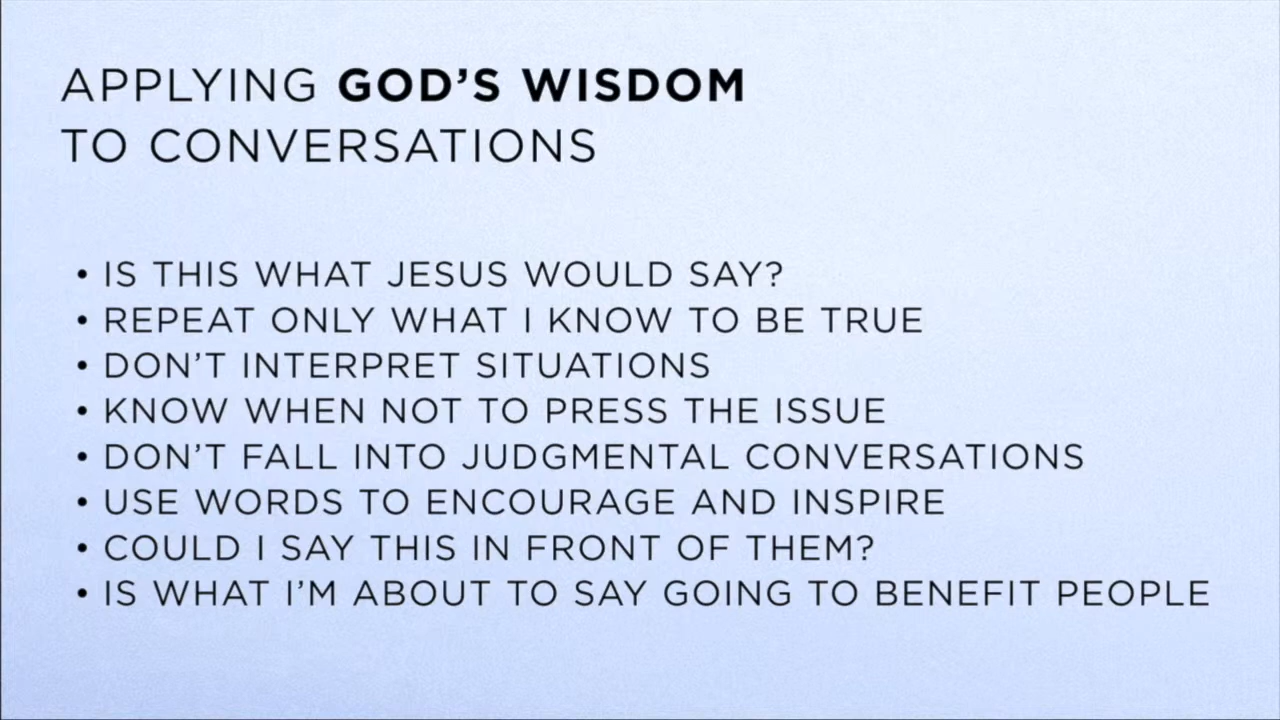 APPLYING GOD’S WISDOM
TO CONVERSATIONS
• IS THIS WHAT JESUS WOULD SAY?
• REPEAT ONLY WHAT I KNOW TO BE TRUE
• DON’T INTERPRET SITUATIONS
• KNOW WHEN NOT TO PRESS THE ISSUE
• DON’T FALL INTO JUDGMENTAL CONVERSATIONS
• USE WORDS TO ENCOURAGE AND INSPIRE
• COULD I SAY THIS IN FRONT OF THEM?
• IS WHAT I’M ABOUT TO SAY GOING TO BENEFIT PEOPLE